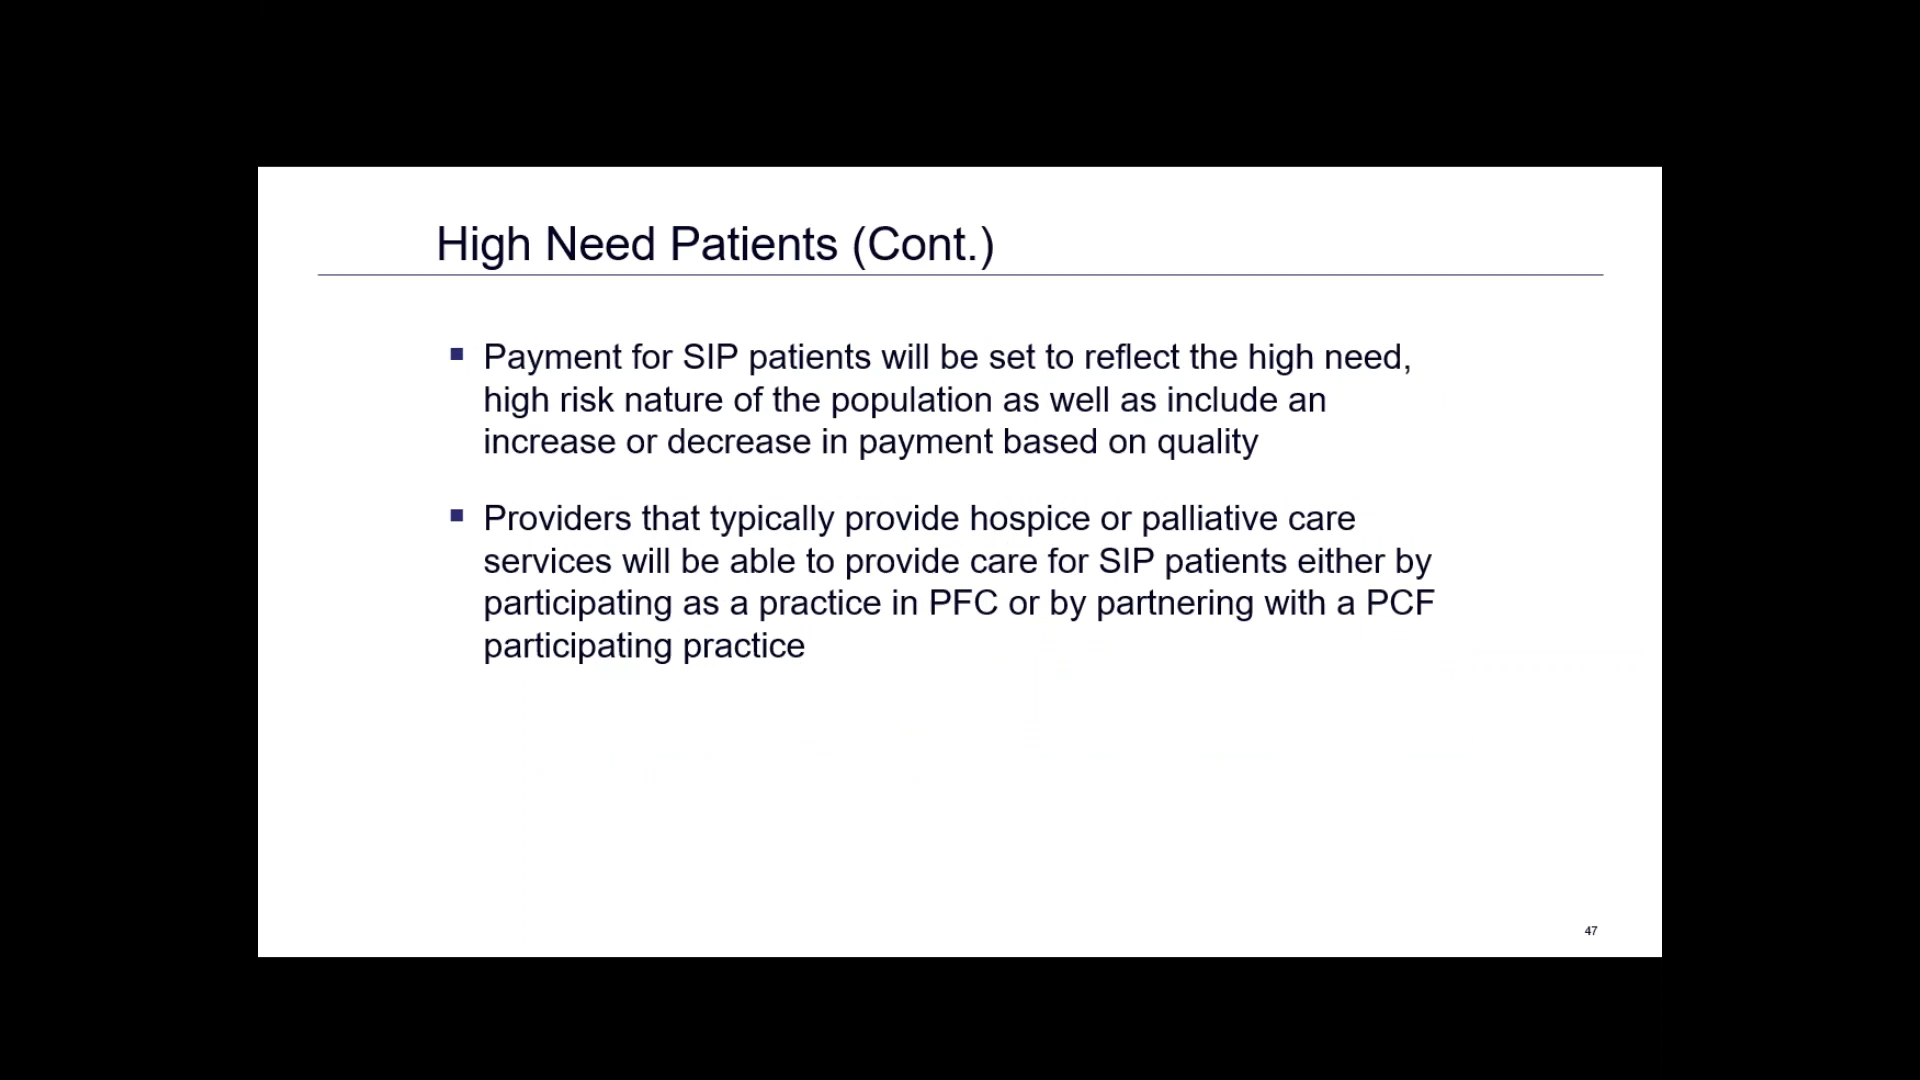 High Need Patients (Cont.)
▪ Payment for SIP patients will be set to reflect the high need,
high risk nature of the population as well as include an
increase or decrease in payment based on quality
▪ Providers that typically provide hospice or palliative care
services will be able to provide care for SIP patients either by
participating as a practice in PFC or by partnering with a PCF
participating practice
47